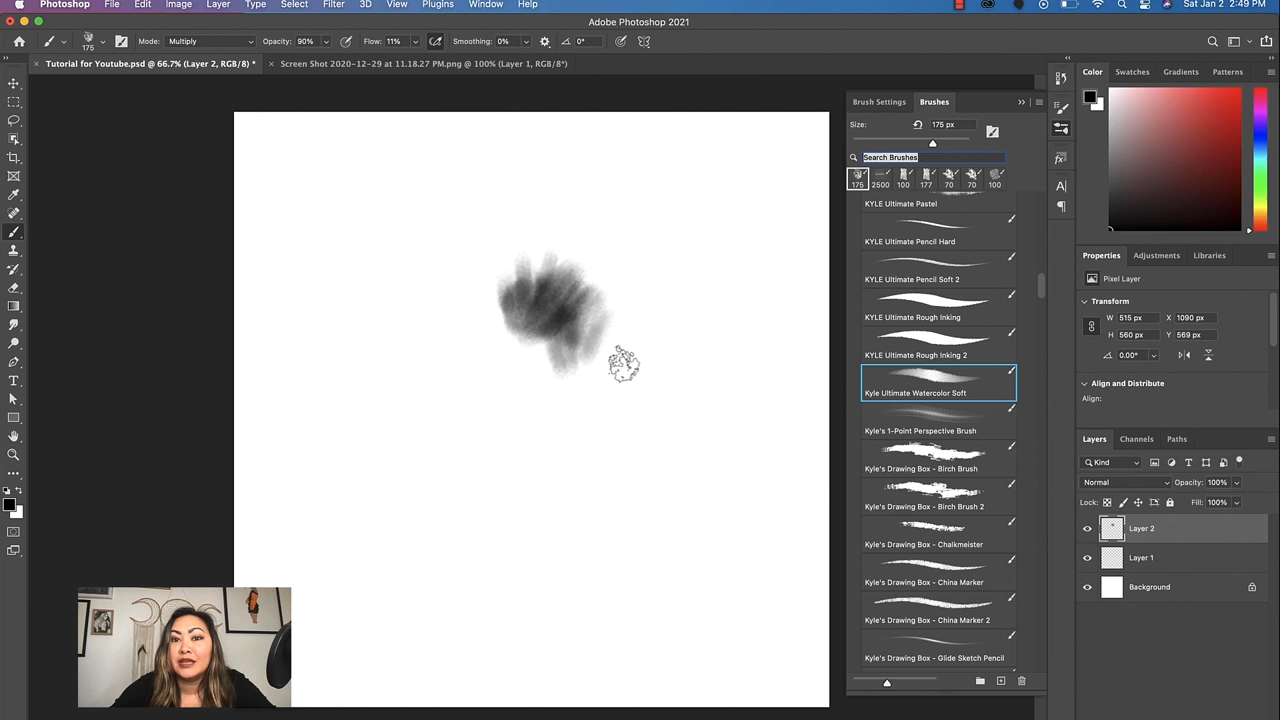 Photoshop File Edit Image Layer Type Select Filter 3D View Plugins Window Help Sat Jan 2 2:49 PM
Adobe Photoshop 2021
175 Mode: Multiply Opacity: 90% Flow: 11% Smoothing: 0% 0°
Tutorial for Youtube.psd @ 66.7% (Layer 2, RGB/8) * Screen Shot 2020-12-29 at 11.18.27 PM.png @ 100% (Layer 1, RGB/8*)
Brush Settings Brushes
Size: 175 px
Search Brushes
175 2500 100 177 70 70 100
KYLE Ultimate Pastel
KYLE Ultimate Pencil Hard
KYLE Ultimate Pencil Soft 2
KYLE Ultimate Rough Inking
KYLE Ultimate Rough Inking 2
Kyle Ultimate Watercolor Soft
Kyle's 1-Point Perspective Brush
Kyle's Drawing Box - Birch Brush
Kyle's Drawing Box - Birch Brush 2
Kyle's Drawing Box - Chalkmeister
Kyle's Drawing Box - China Marker
Kyle's Drawing Box - China Marker 2
Kyle's Drawing Box - Glide Sketch Pencil
Color Swatches Gradients Patterns
Properties Adjustments Libraries
Pixel Layer
Transform
W 515 px X 1090 px
H 560 px Y 569 px
0.00°
Align and Distribute
Align:
Layers Channels Paths
Kind
Normal Opacity: 100%
Lock: Fill: 100%
Layer 2
Layer 1
Background